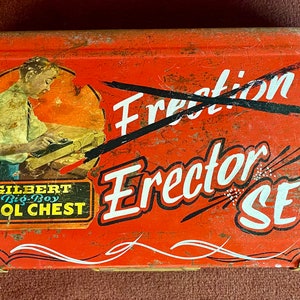 Erection
GILBERT
Big-Boy
OL CHEST
Erector
SE